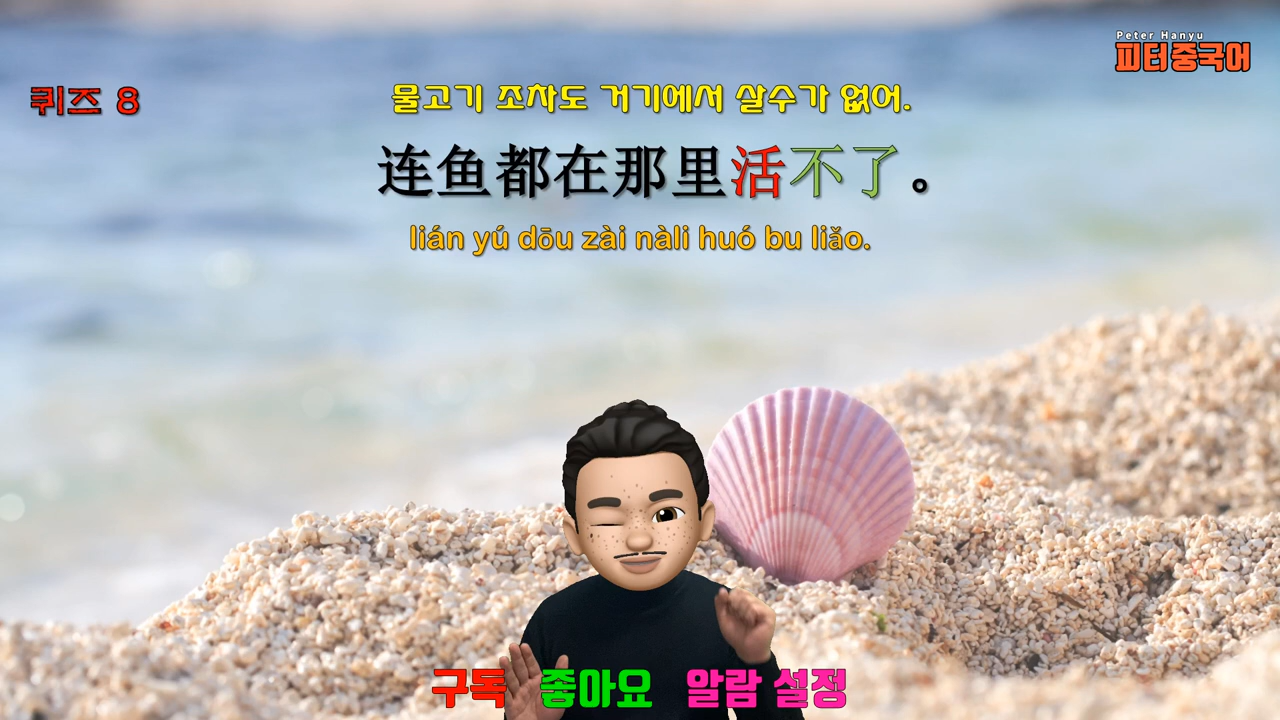 Peter Hanyu
피터중국어
퀴즈 8
물고기 조차도 거기에서 살수가 없어.
连鱼都在那里活不了。
lián yú dōu zài nàli huó bu liǎo.
구독 좋아요 알람 설정